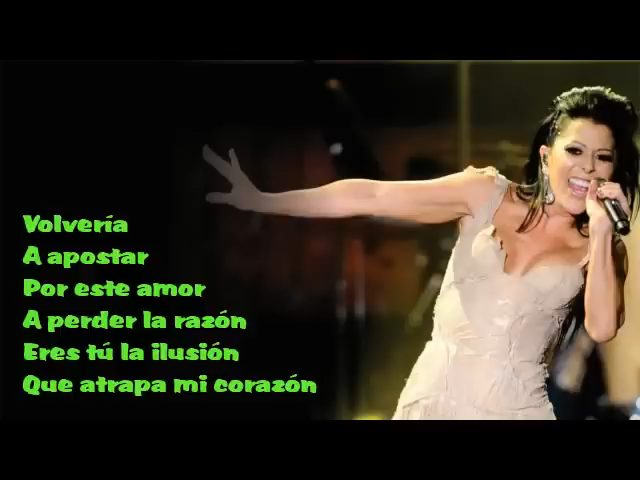 Volvería
A apostar
Por este amor
A perder la razón
Eres tú la ilusión
Que atrapa mi corazón